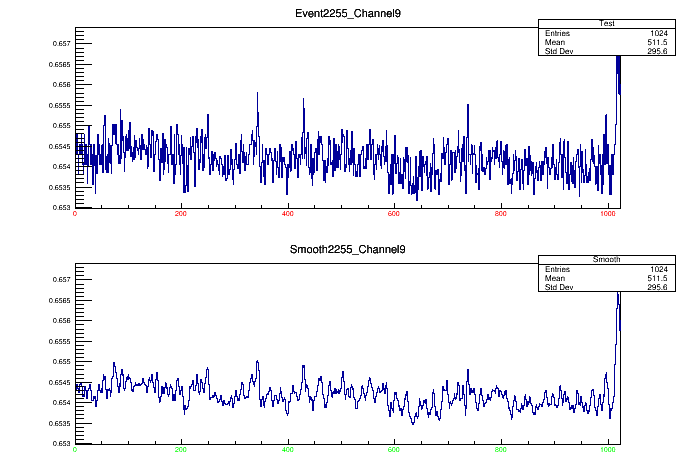 Event2255_Channel9
Test
Entries 1024
Mean 511.5
Std Dev 295.6
0.657
0.6565
0.656
0.6555
0.655
0.6545
0.654
0.6535
0.653
0 200 400 600 800 1000
Smooth2255_Channel9
Smooth
Entries 1024
Mean 511.5
Std Dev 295.6
0.657
0.6565
0.656
0.6555
0.655
0.6545
0.654
0.6535
0.653
0 200 400 600 800 1000